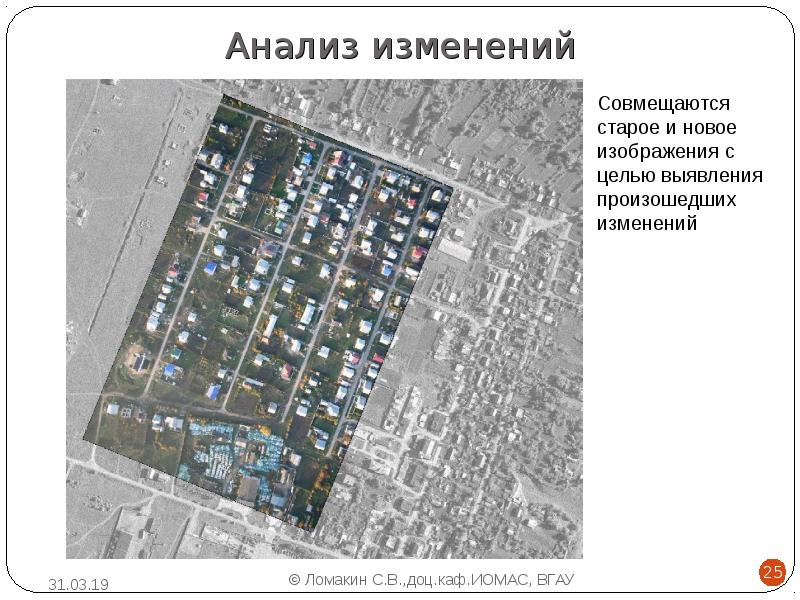 Анализ изменений
Совмещаются
старое и новое
изображения с
целью выявления
произошедших
изменений
31.03.19
© Ломакин С.В.,доц.каф.ИОМАС, ВГАУ
25